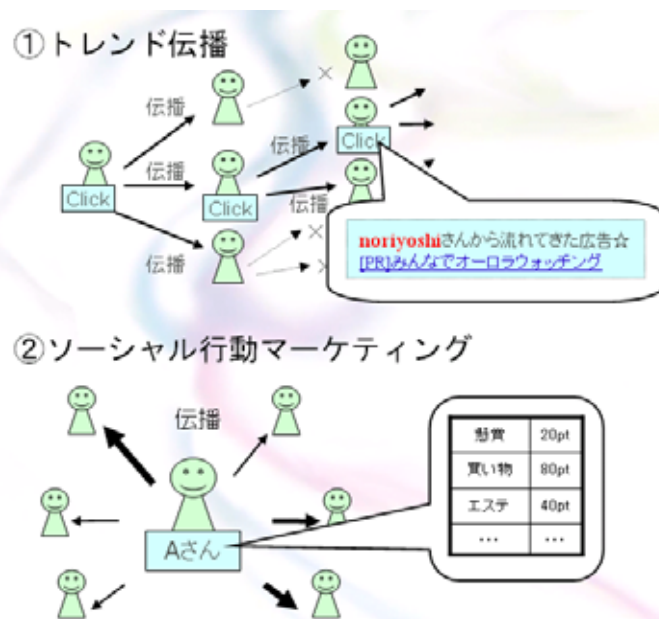 ①トレンド伝播
伝播
伝播
伝播
伝播
伝播
Click
Click
Click
×
×
×
noriyoshiさんから流れてきた広告☆
[PR]みんなでオーロラウォッチング
②ソーシャル行動マーケティング
伝播
Aさん
懸賞 20pt
買い物 80pt
エステ 40pt
… …